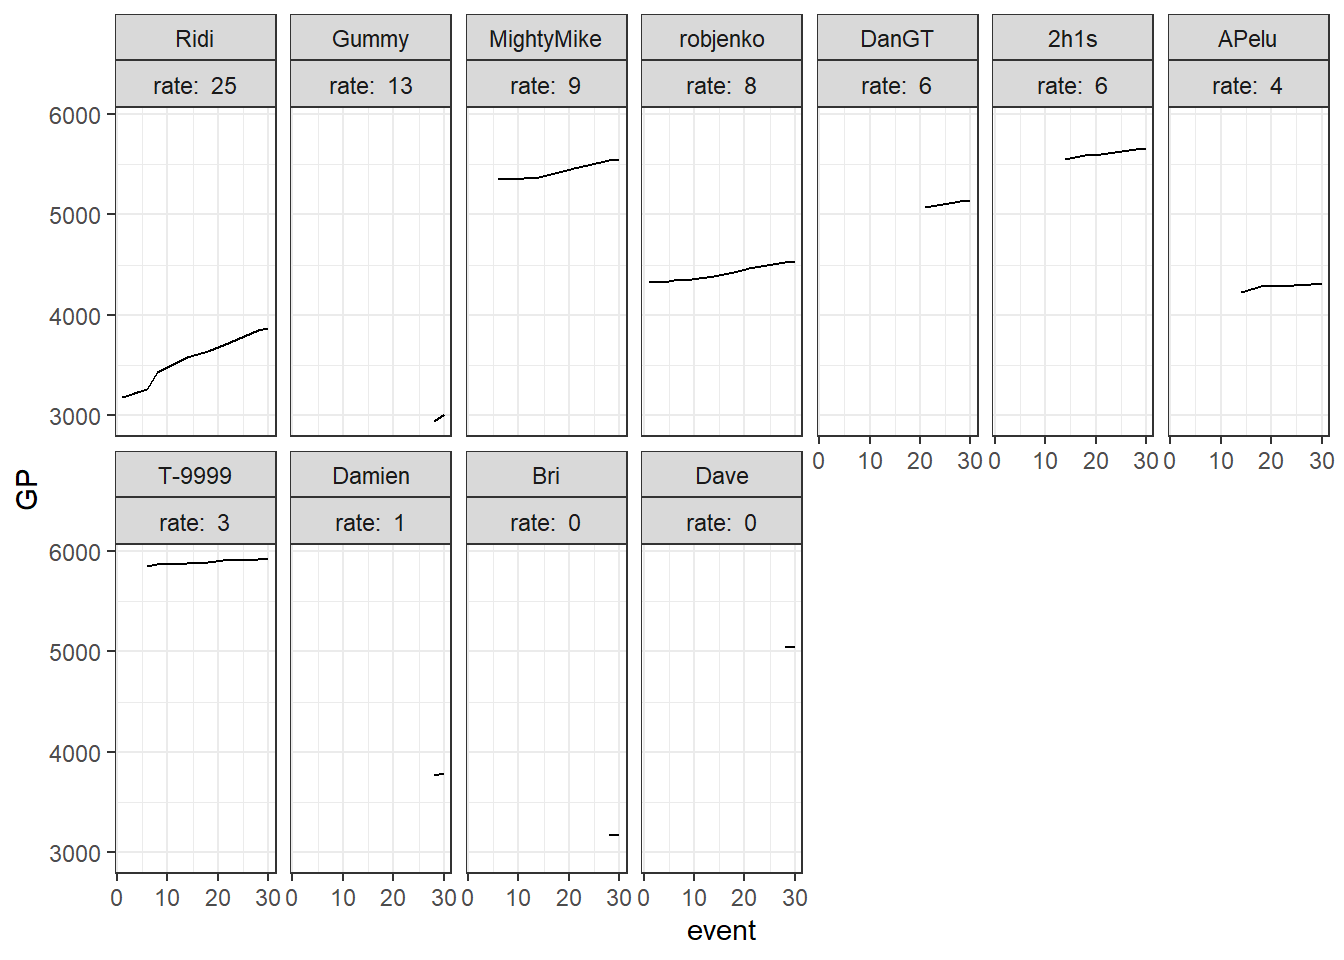 Ridi Gummy MightyMike robjenko DanGT 2h1s APelu
rate: 25 rate: 13 rate: 9 rate: 8 rate: 6 rate: 6 rate: 4
6000
5000
4000
3000
0 10 20 30 0 10 20 30 0 10 20 30
GP
T-9999 Damien Bri Dave
rate: 3 rate: 1 rate: 0 rate: 0
6000
5000
4000
3000
0 10 20 30 0 10 20 30 0 10 20 30 0 10 20 30
event